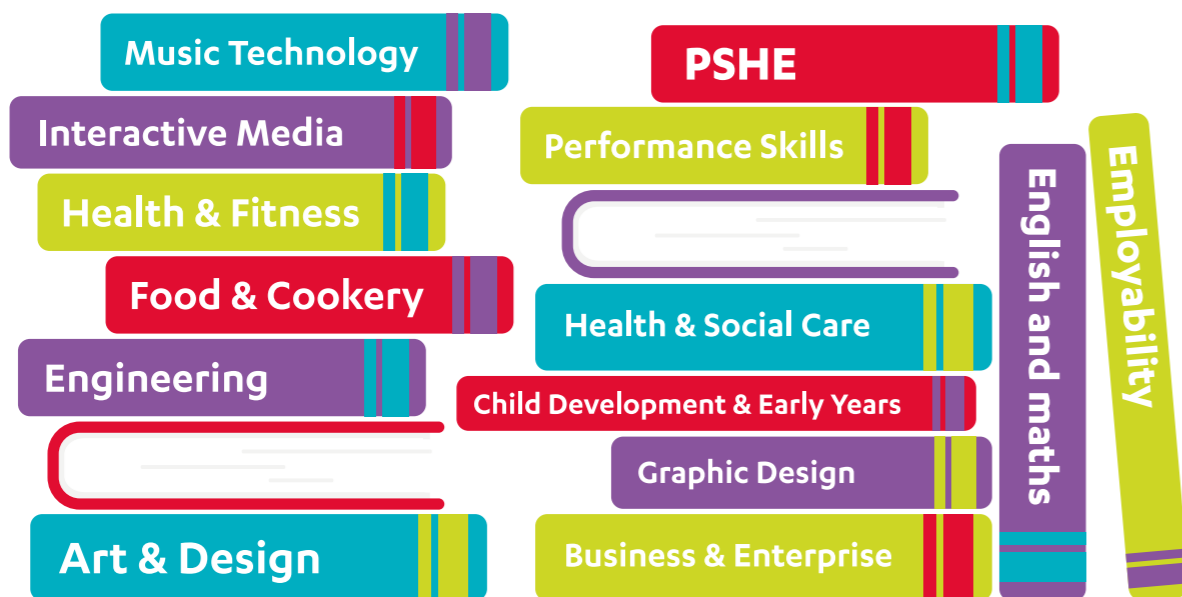 Music Technology
Interactive Media
Health & Fitness
Food & Cookery
Engineering
Art & Design
PSHE
Performance Skills
Health & Social Care
Child Development & Early Years
Graphic Design
Business & Enterprise
English and maths
Employability